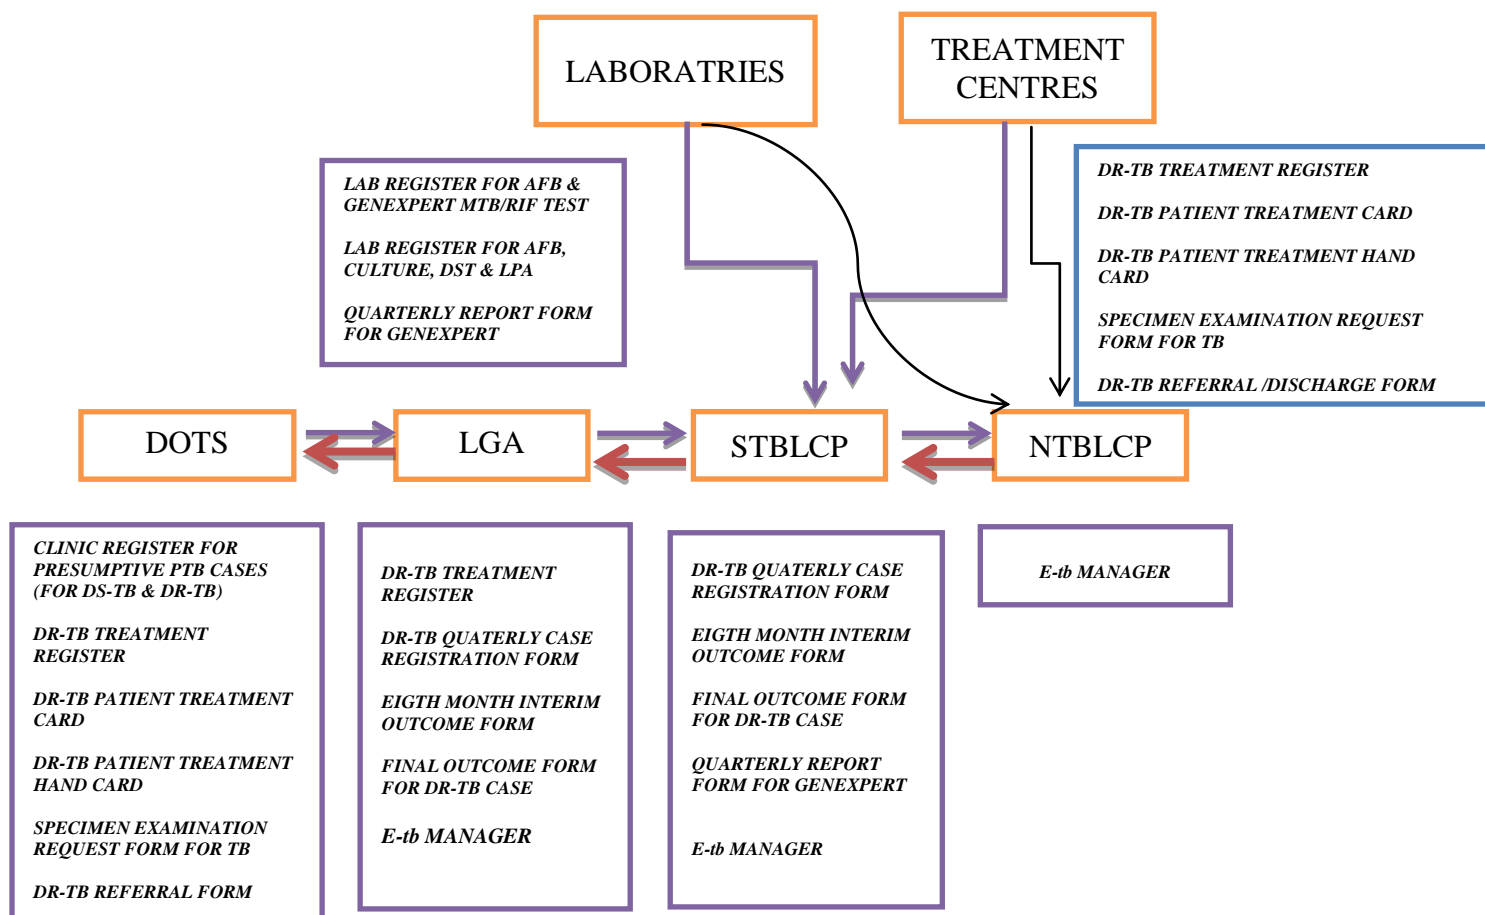 LABORATRIES
TREATMENT
CENTRES
LAB REGISTER FOR AFB &
GENEXPERT MTB/RIF TEST
LAB REGISTER FOR AFB,
CULTURE, DST & LPA
QUARTERLY REPORT FORM
FOR GENEXPERT
DR-TB TREATMENT REGISTER
DR-TB PATIENT TREATMENT CARD
DR-TB PATIENT TREATMENT HAND
CARD
SPECIMEN EXAMINATION REQUEST
FORM FOR TB
DR-TB REFERRAL /DISCHARGE FORM
DOTS
LGA
STBLCP
NTBLCP
CLINIC REGISTER FOR
PRESUMPTIVE PTB CASES
(FOR DS-TB & DR-TB)
DR-TB TREATMENT
REGISTER
DR-TB PATIENT TREATMENT
CARD
DR-TB PATIENT TREATMENT
HAND CARD
SPECIMEN EXAMINATION
REQUEST FORM FOR TB
DR-TB REFERRAL FORM
DR-TB TREATMENT
REGISTER
DR-TB QUATERLY CASE
REGISTRATION FORM
EIGTH MONTH INTERIM
OUTCOME FORM
FINAL OUTCOME FORM
FOR DR-TB CASE
E-tb MANAGER
DR-TB QUATERLY CASE
REGISTRATION FORM
EIGTH MONTH INTERIM
OUTCOME FORM
FINAL OUTCOME FORM
FOR DR-TB CASE
QUARTERLY REPORT
FORM FOR GENEXPERT
E-tb MANAGER
E-tb MANAGER